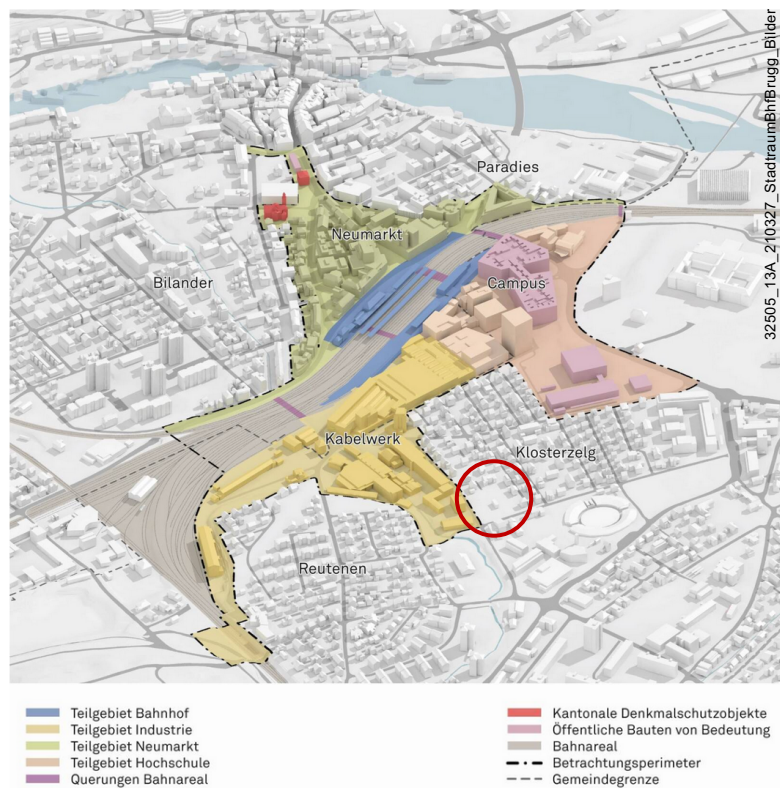 32505_13A_210327_StadtraumBhfBrugg_Bilder
Paradies
Neumarkt
Bilander
Campus
Kabelwerk
Klosterzelg
Reutenen
Teilgebiet Bahnhof
Teilgebiet Industrie
Teilgebiet Neumarkt
Teilgebiet Hochschule
Querungen Bahnareal
Kantonale Denkmalschutzobjekte
Öffentliche Bauten von Bedeutung
Bahnareal
Betrachtungsperimeter
Gemeindegrenze